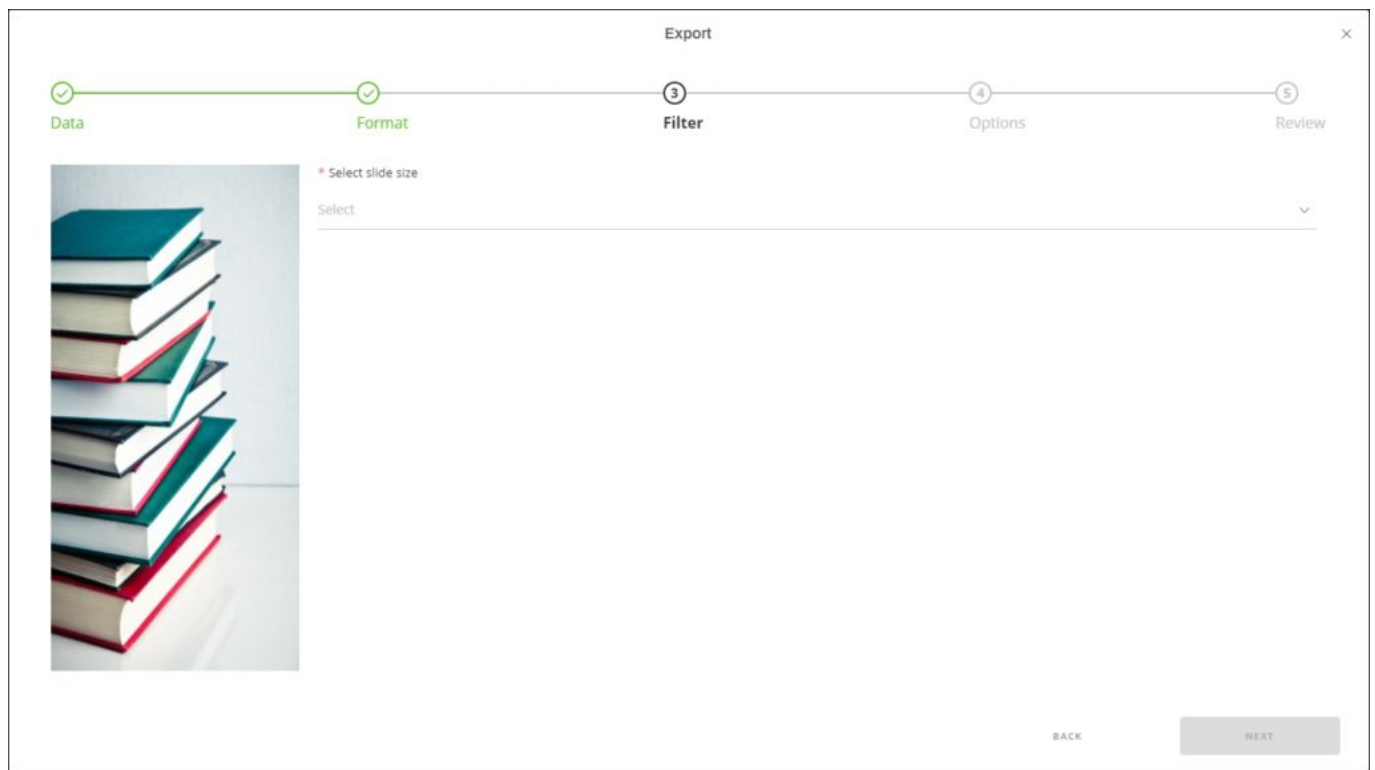 Export
3
4
5
Data
Format
Filter
Options
Review
* Select slide size
Select
BACK
NEXT